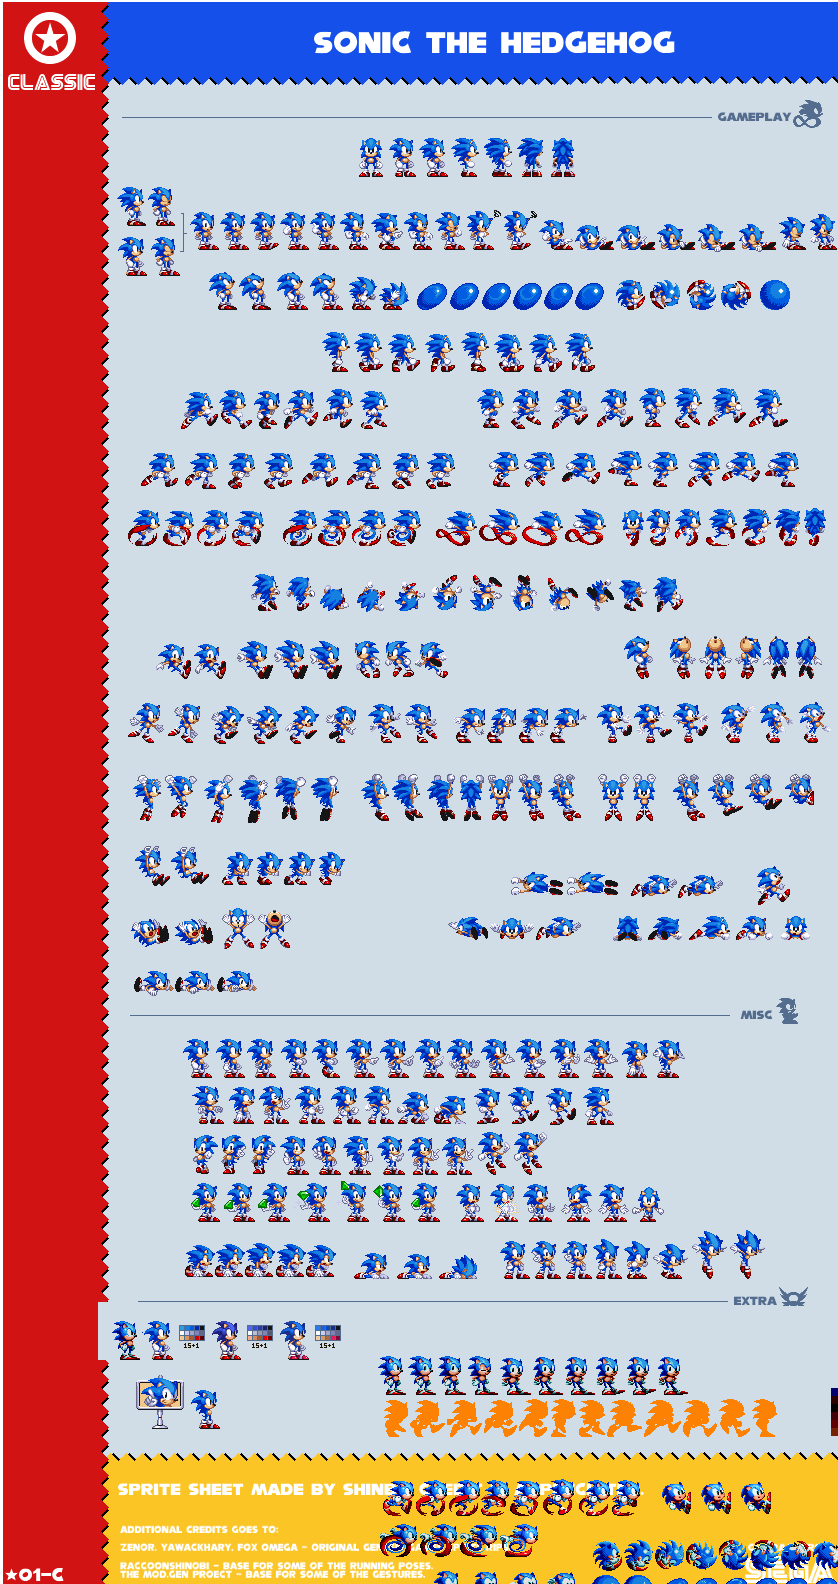 CLASSIC
SONIC THE HEDGEHOG
GAMEPLAY
MISC
EXTRA
15+1
15+1
15+1
SPRITE SHEET MADE BY SHINE
ADDITIONAL CREDITS GOES TO:
ZENOR, YAWACKHARY, FOX OMEGA - ORIGINAL
RACCOONSHINOBI - BASE FOR SOME OF THE RUNNING POSES.
THE MOD.GEN PROECT - BASE FOR SOME OF THE GESTURES.
★01-C